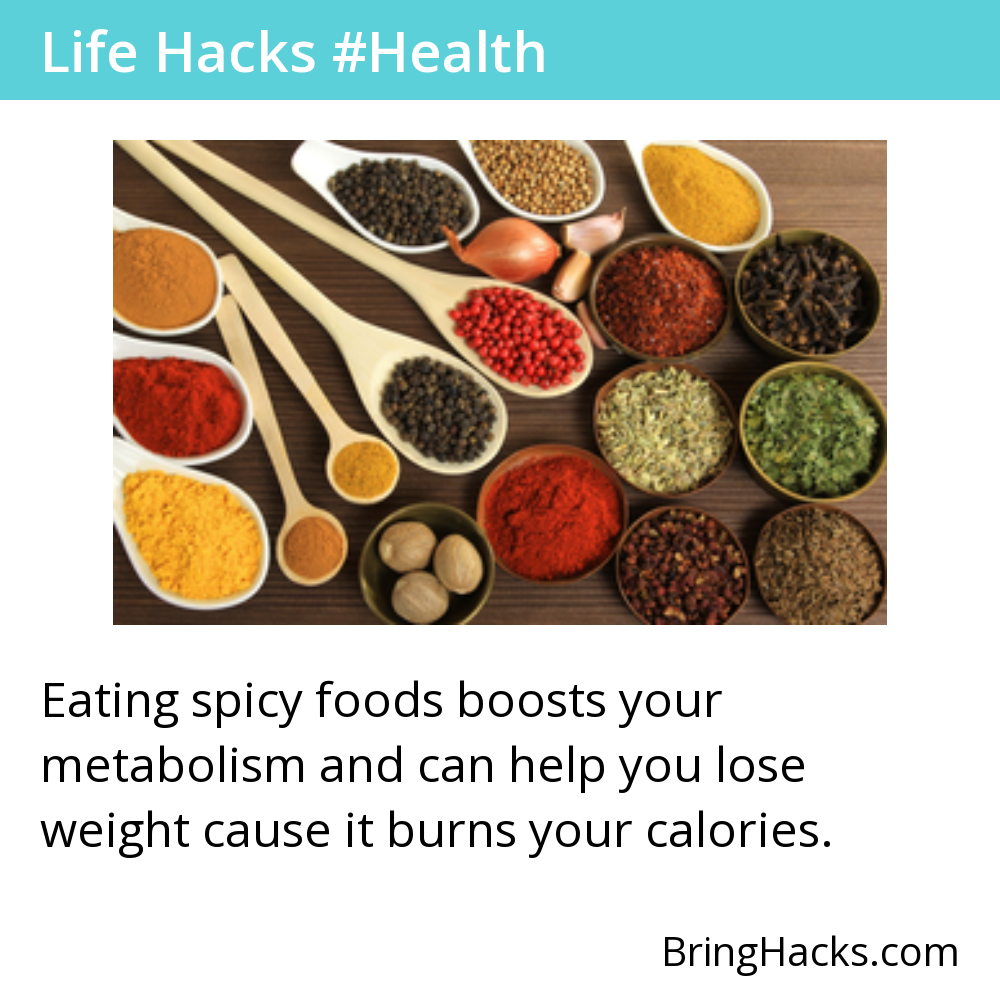 Life Hacks #Health
Eating spicy foods boosts your
metabolism and can help you lose
weight cause it burns your calories.
BringHacks.com